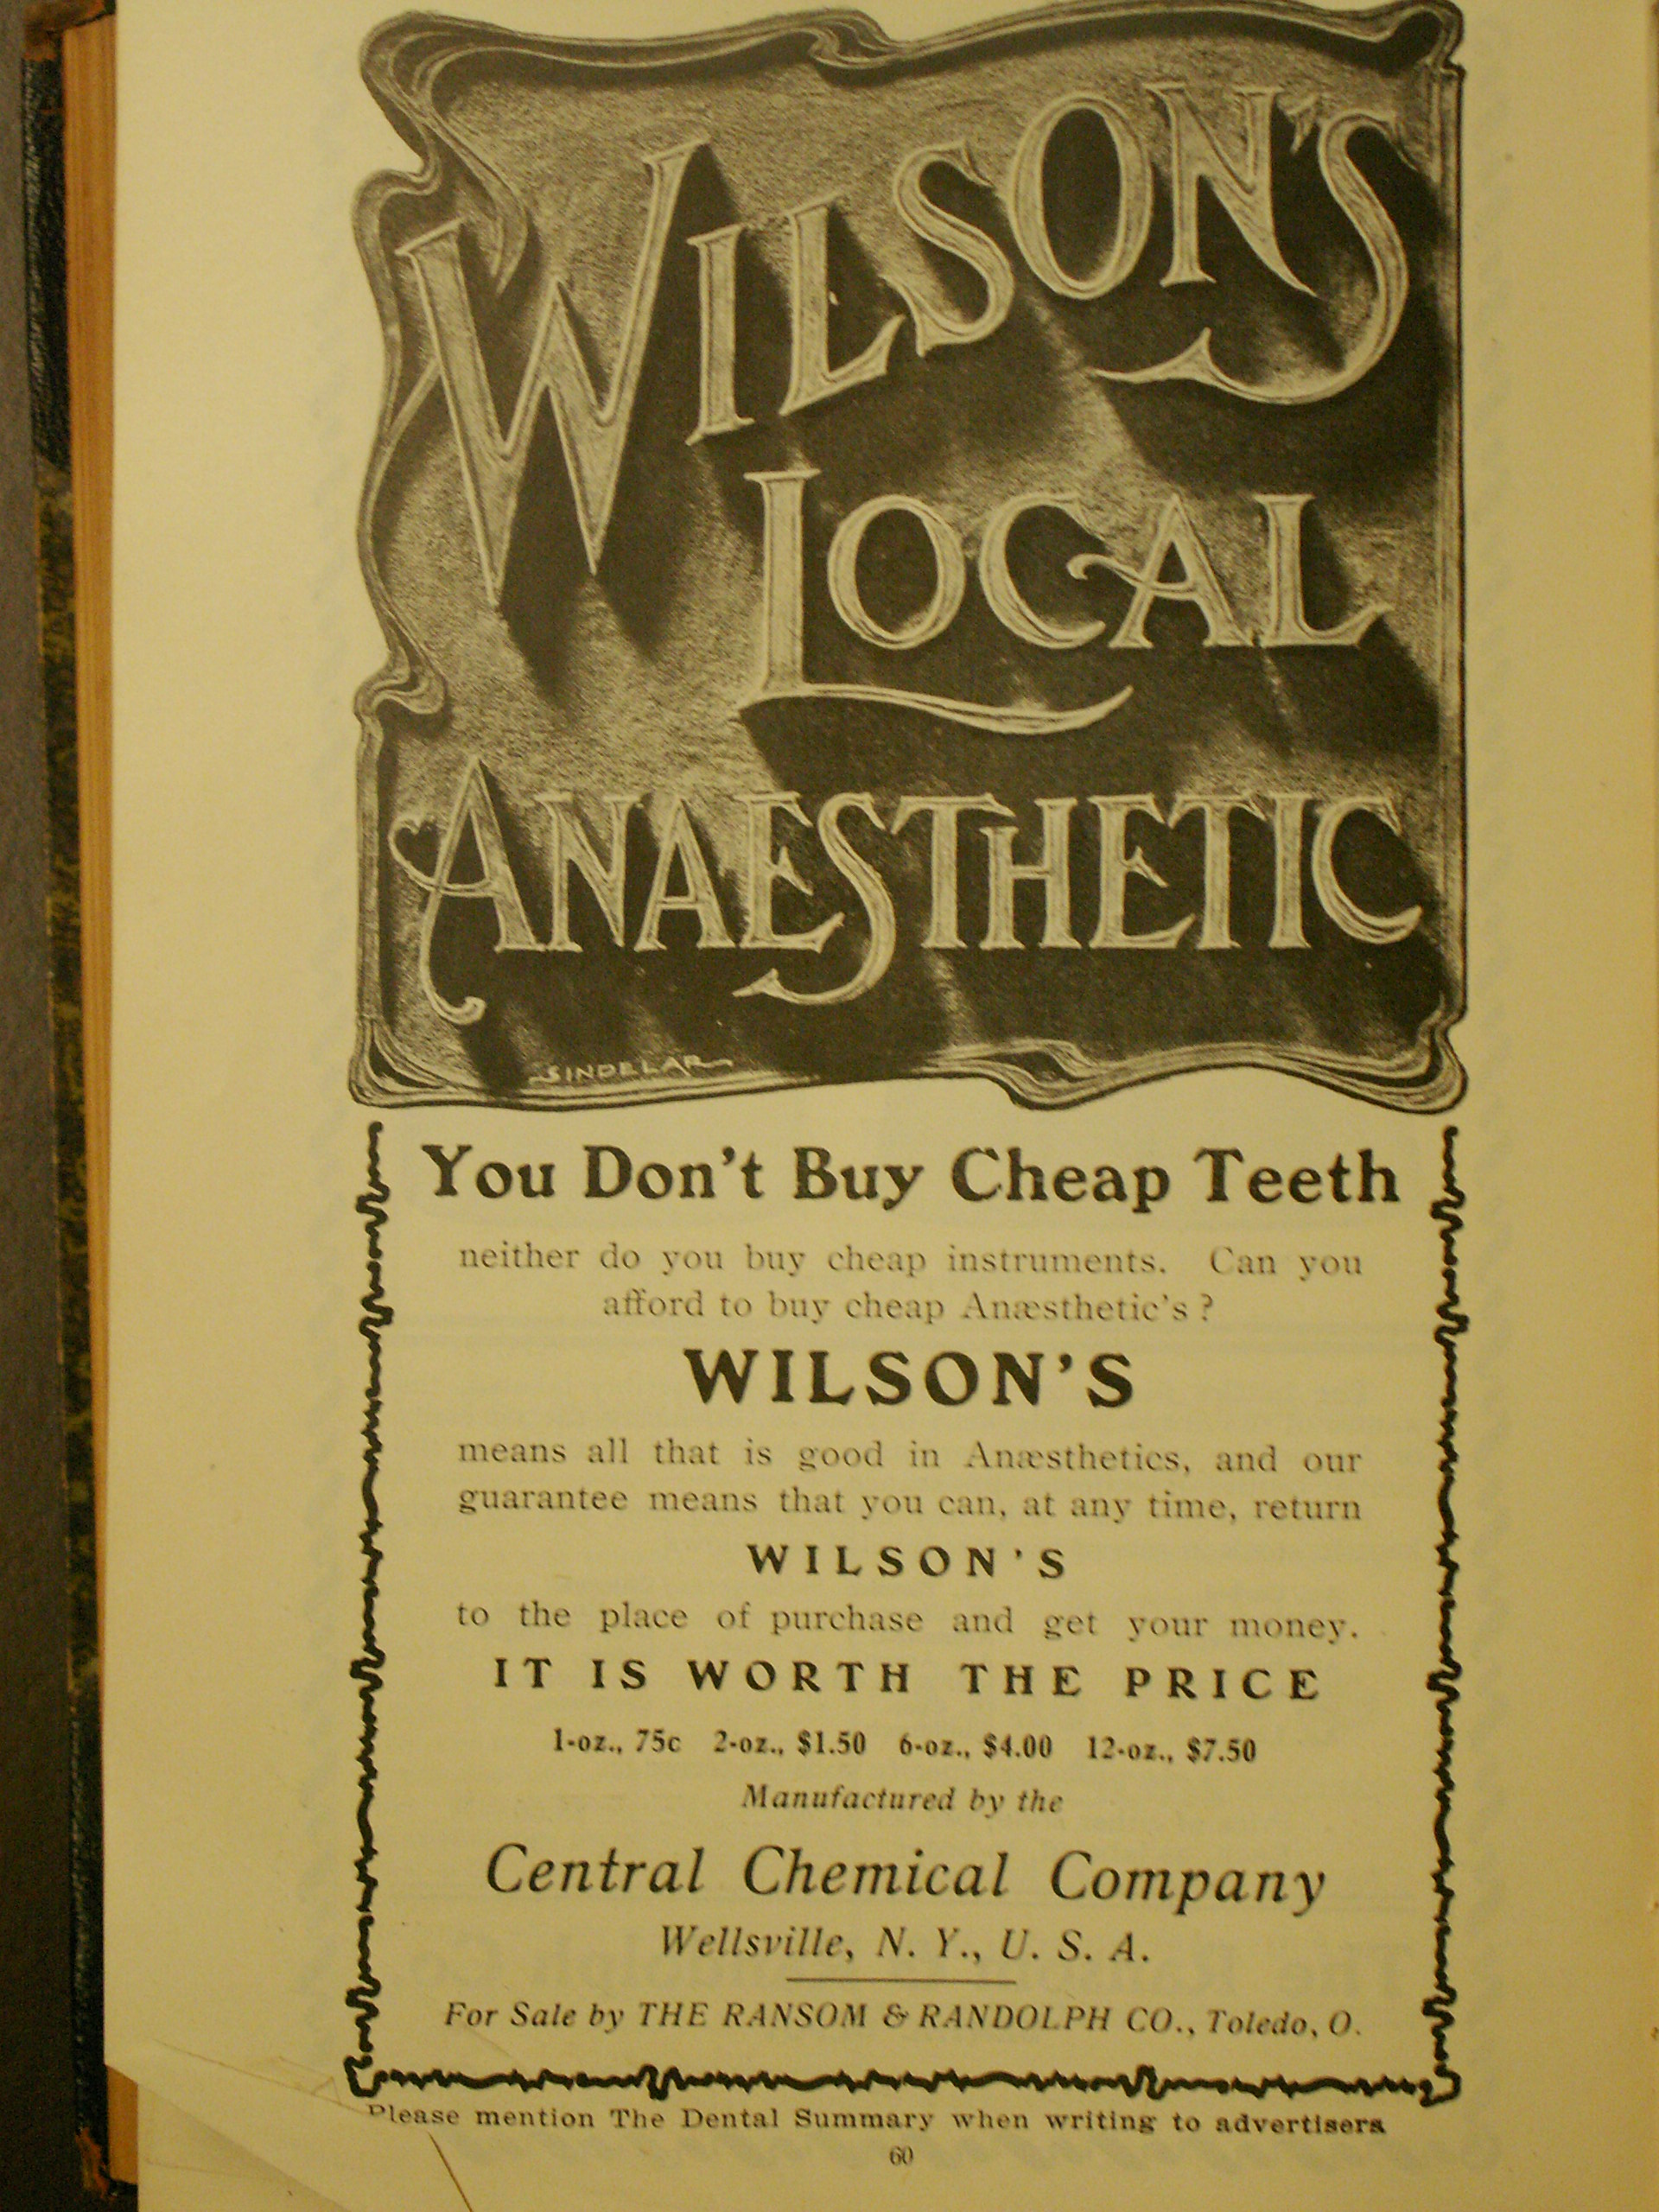 WILSON'S
LOCAL
ANAESTHETIC
SINDELAR
You Don't Buy Cheap Teeth
neither do you buy cheap instruments. Can you
afford to buy cheap Anæsthetic's ?
WILSON'S
means all that is good in Anæsthetics, and our
guarantee means that you can, at any time, return
WILSON'S
to the place of purchase and get your money.
IT IS WORTH THE PRICE
1-oz., 75c 2-oz., $1.50 6-oz., $4.00 12-oz., $7.50
Manufactured by the
Central Chemical Company
Wellsville, N. Y., U. S. A.
For Sale by THE RANSOM & RANDOLPH CO., Toledo, O.
Please mention The Dental Summary when writing to advertisers
60